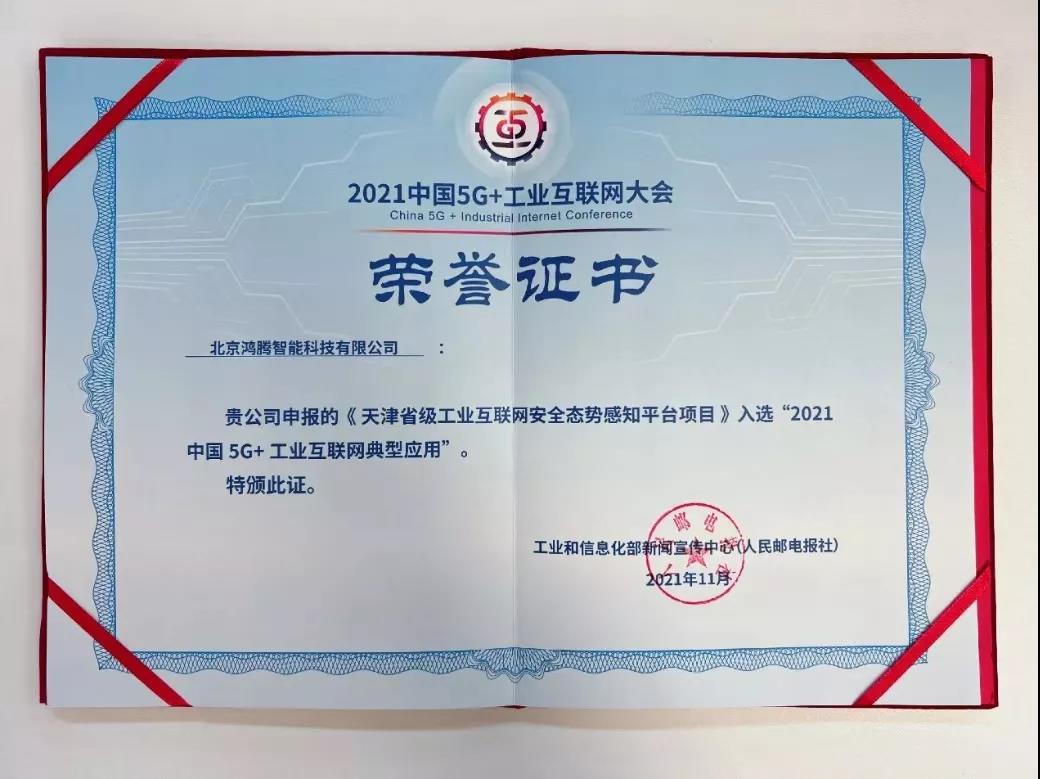 2021中国5G+工业互联网大会
China 5G + Industrial Internet Conference
荣誉证书
北京鸿腾智能科技有限公司 ：
贵公司申报的《 天津省级工业互联网安全态势感知平台项目 》入选“2021
中国 5G+ 工业互联网典型应用”。
特颁此证。
工业和信息化部新闻宣传中心(人民邮电报社)
2021年11月